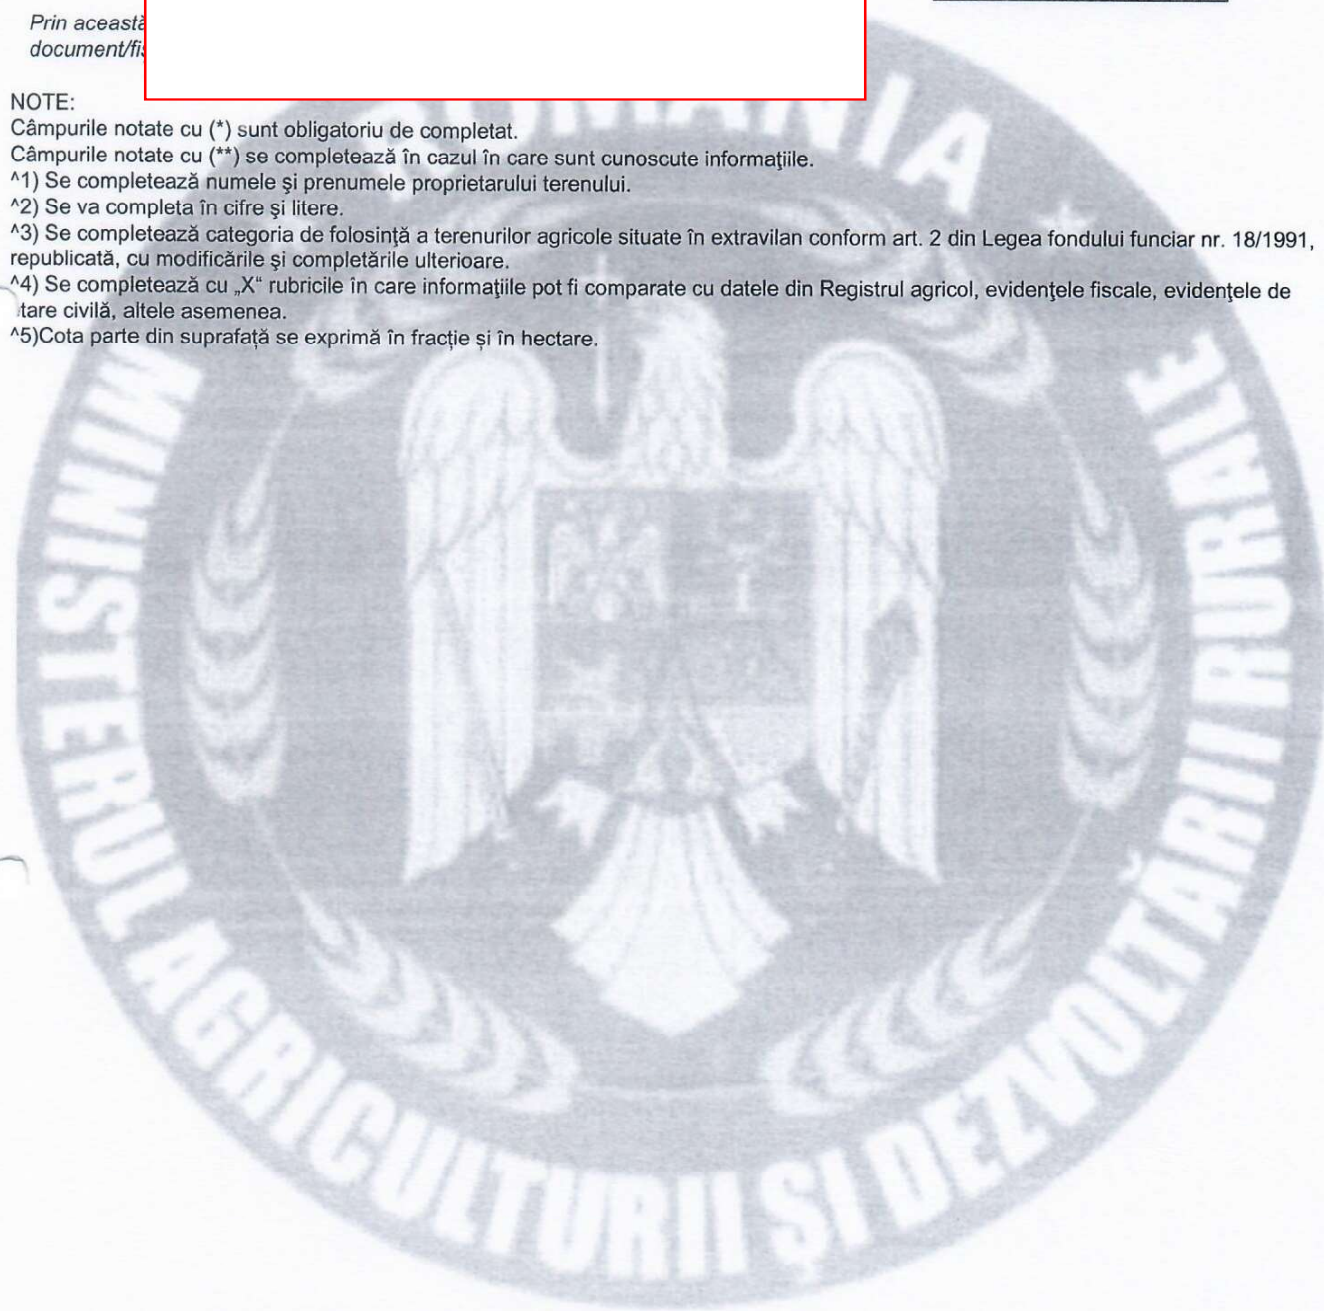 Prin această
document/fi
NOTE:
Câmpurile notate cu (*) sunt obligatoriu de completat.
Câmpurile notate cu (**) se completează în cazul în care sunt cunoscute informaţiile.
^1) Se completează numele şi prenumele proprietarului terenului.
^2) Se va completa în cifre şi litere.
^3) Se completează categoria de folosinţă a terenurilor agricole situate în extravilan conform art. 2 din Legea fondului funciar nr. 18/1991,
republicată, cu modificările şi completările ulterioare.
^4) Se completează cu „X“ rubricile în care informaţiile pot fi comparate cu datele din Registrul agricol, evidenţele fiscale, evidenţele de
tare civilă, altele asemenea.
^5)Cota parte din suprafață se exprimă în fracție și în hectare.
ROMANIA
MINISTERUL AGRICULTURII ŞI DEZVOLTĂRII RURALE